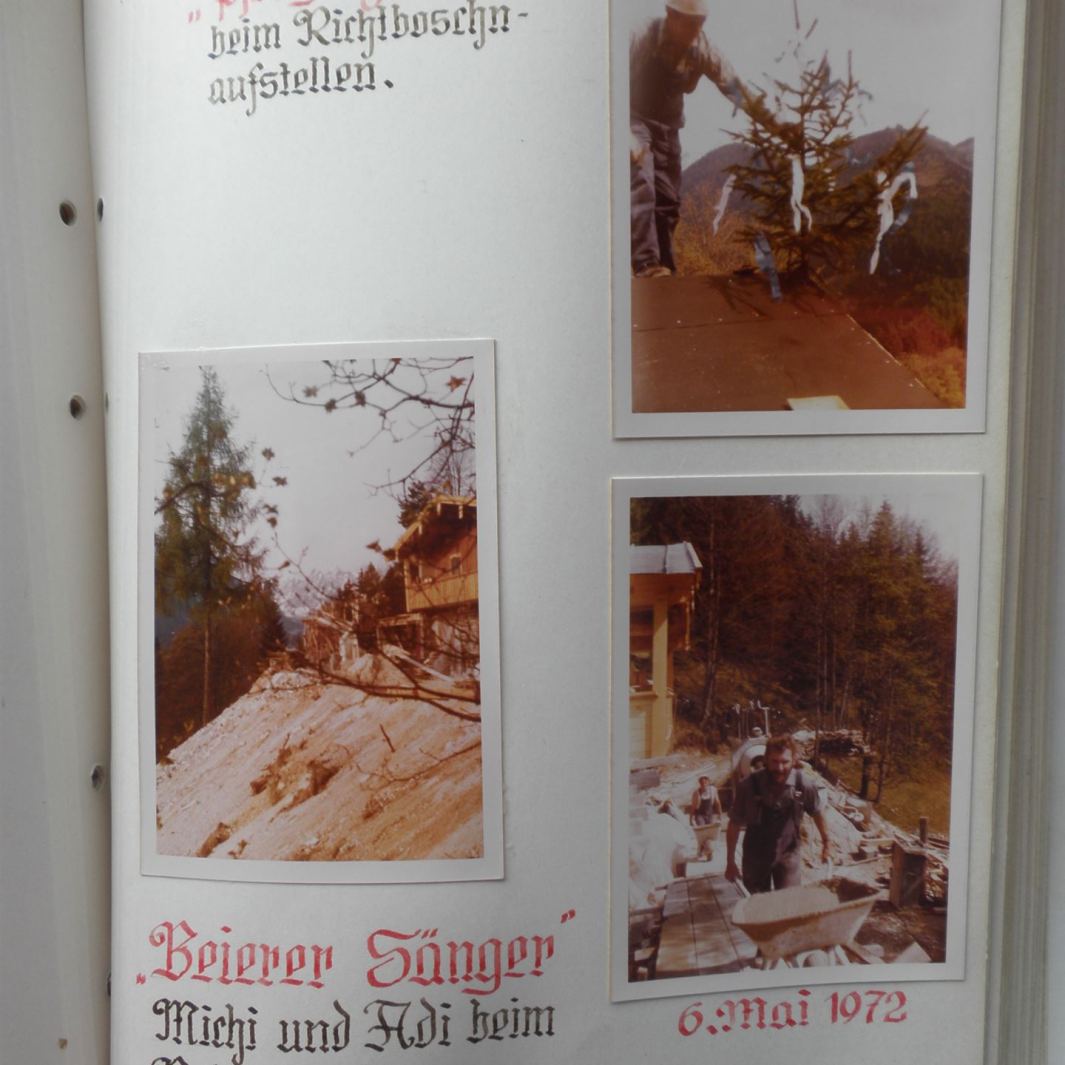 beim Richtboschn-
aufstellen.
„Beierer Sänger"
Michi und Adi beim
6. Mai 1972